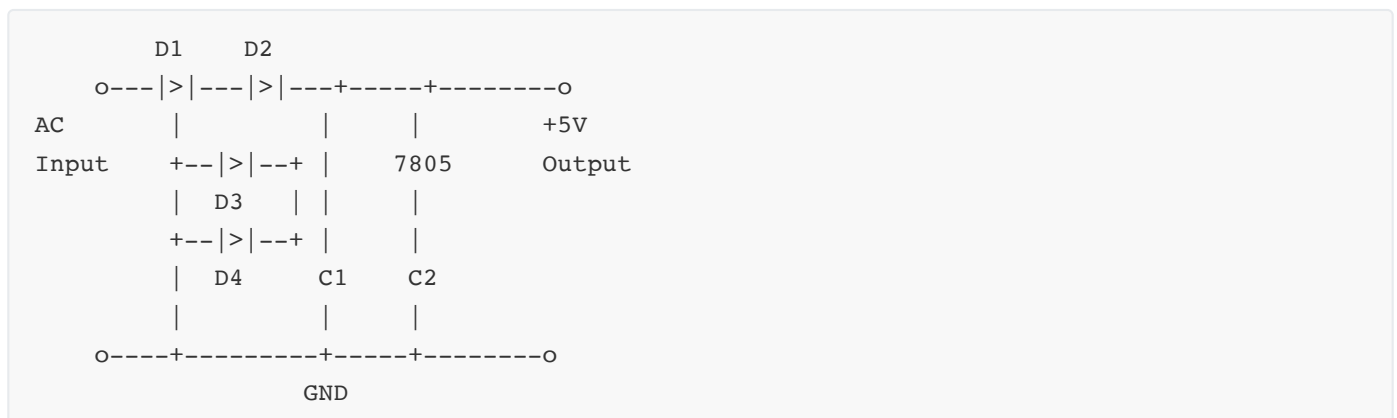 D1    D2
    o---|>|---|>|---+-----+--------o
AC         |         |     |        +5V
Input    +--|>|--+ |    7805      Output
         |  D3   | |     |
         +--|>|--+ |     |
         |  D4     C1    C2
         |         |     |
    o----+---------+-----+--------o
                  GND